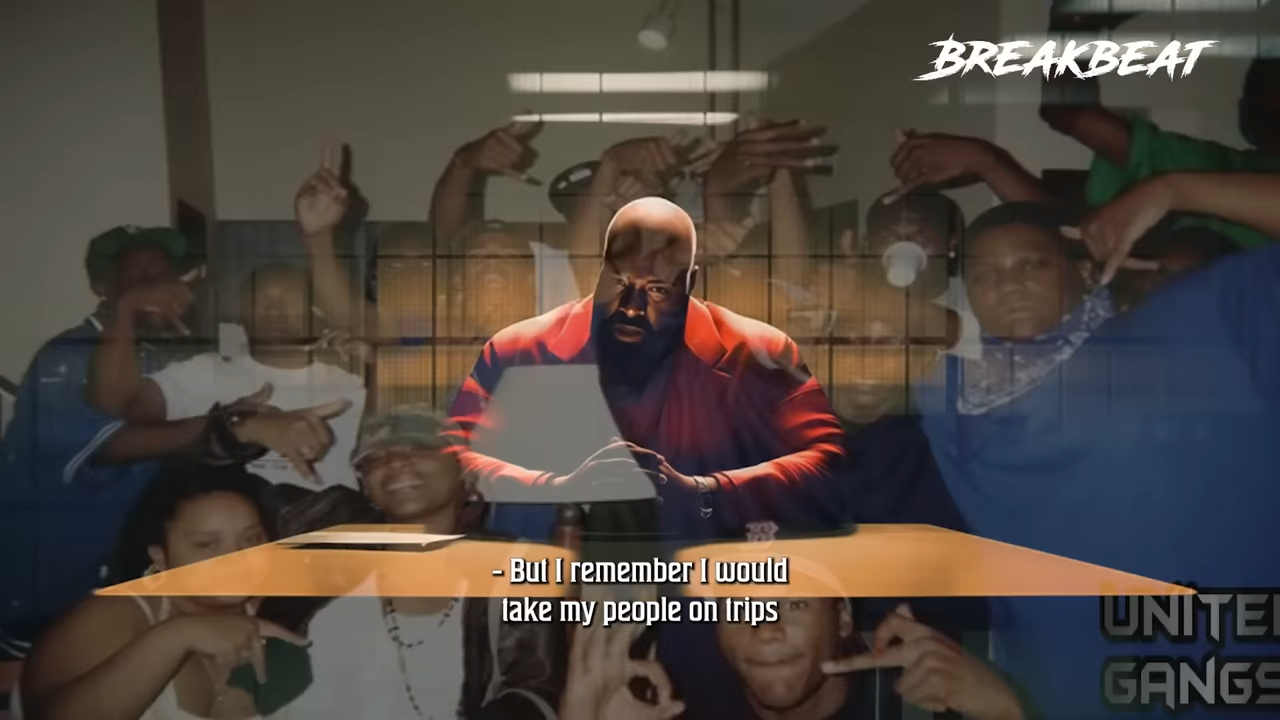 BREAKBEAT
- But I remember I would
take my people on trips
UNITE
GANGS